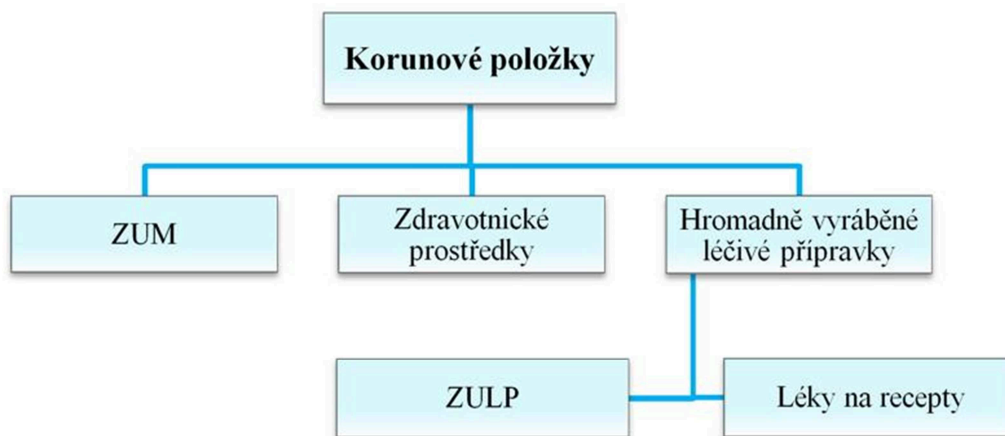 Korunové položky
ZUM
Zdravotnické
prostředky
Hromadně vyráběné
léčivé přípravky
ZULP
Léky na recepty